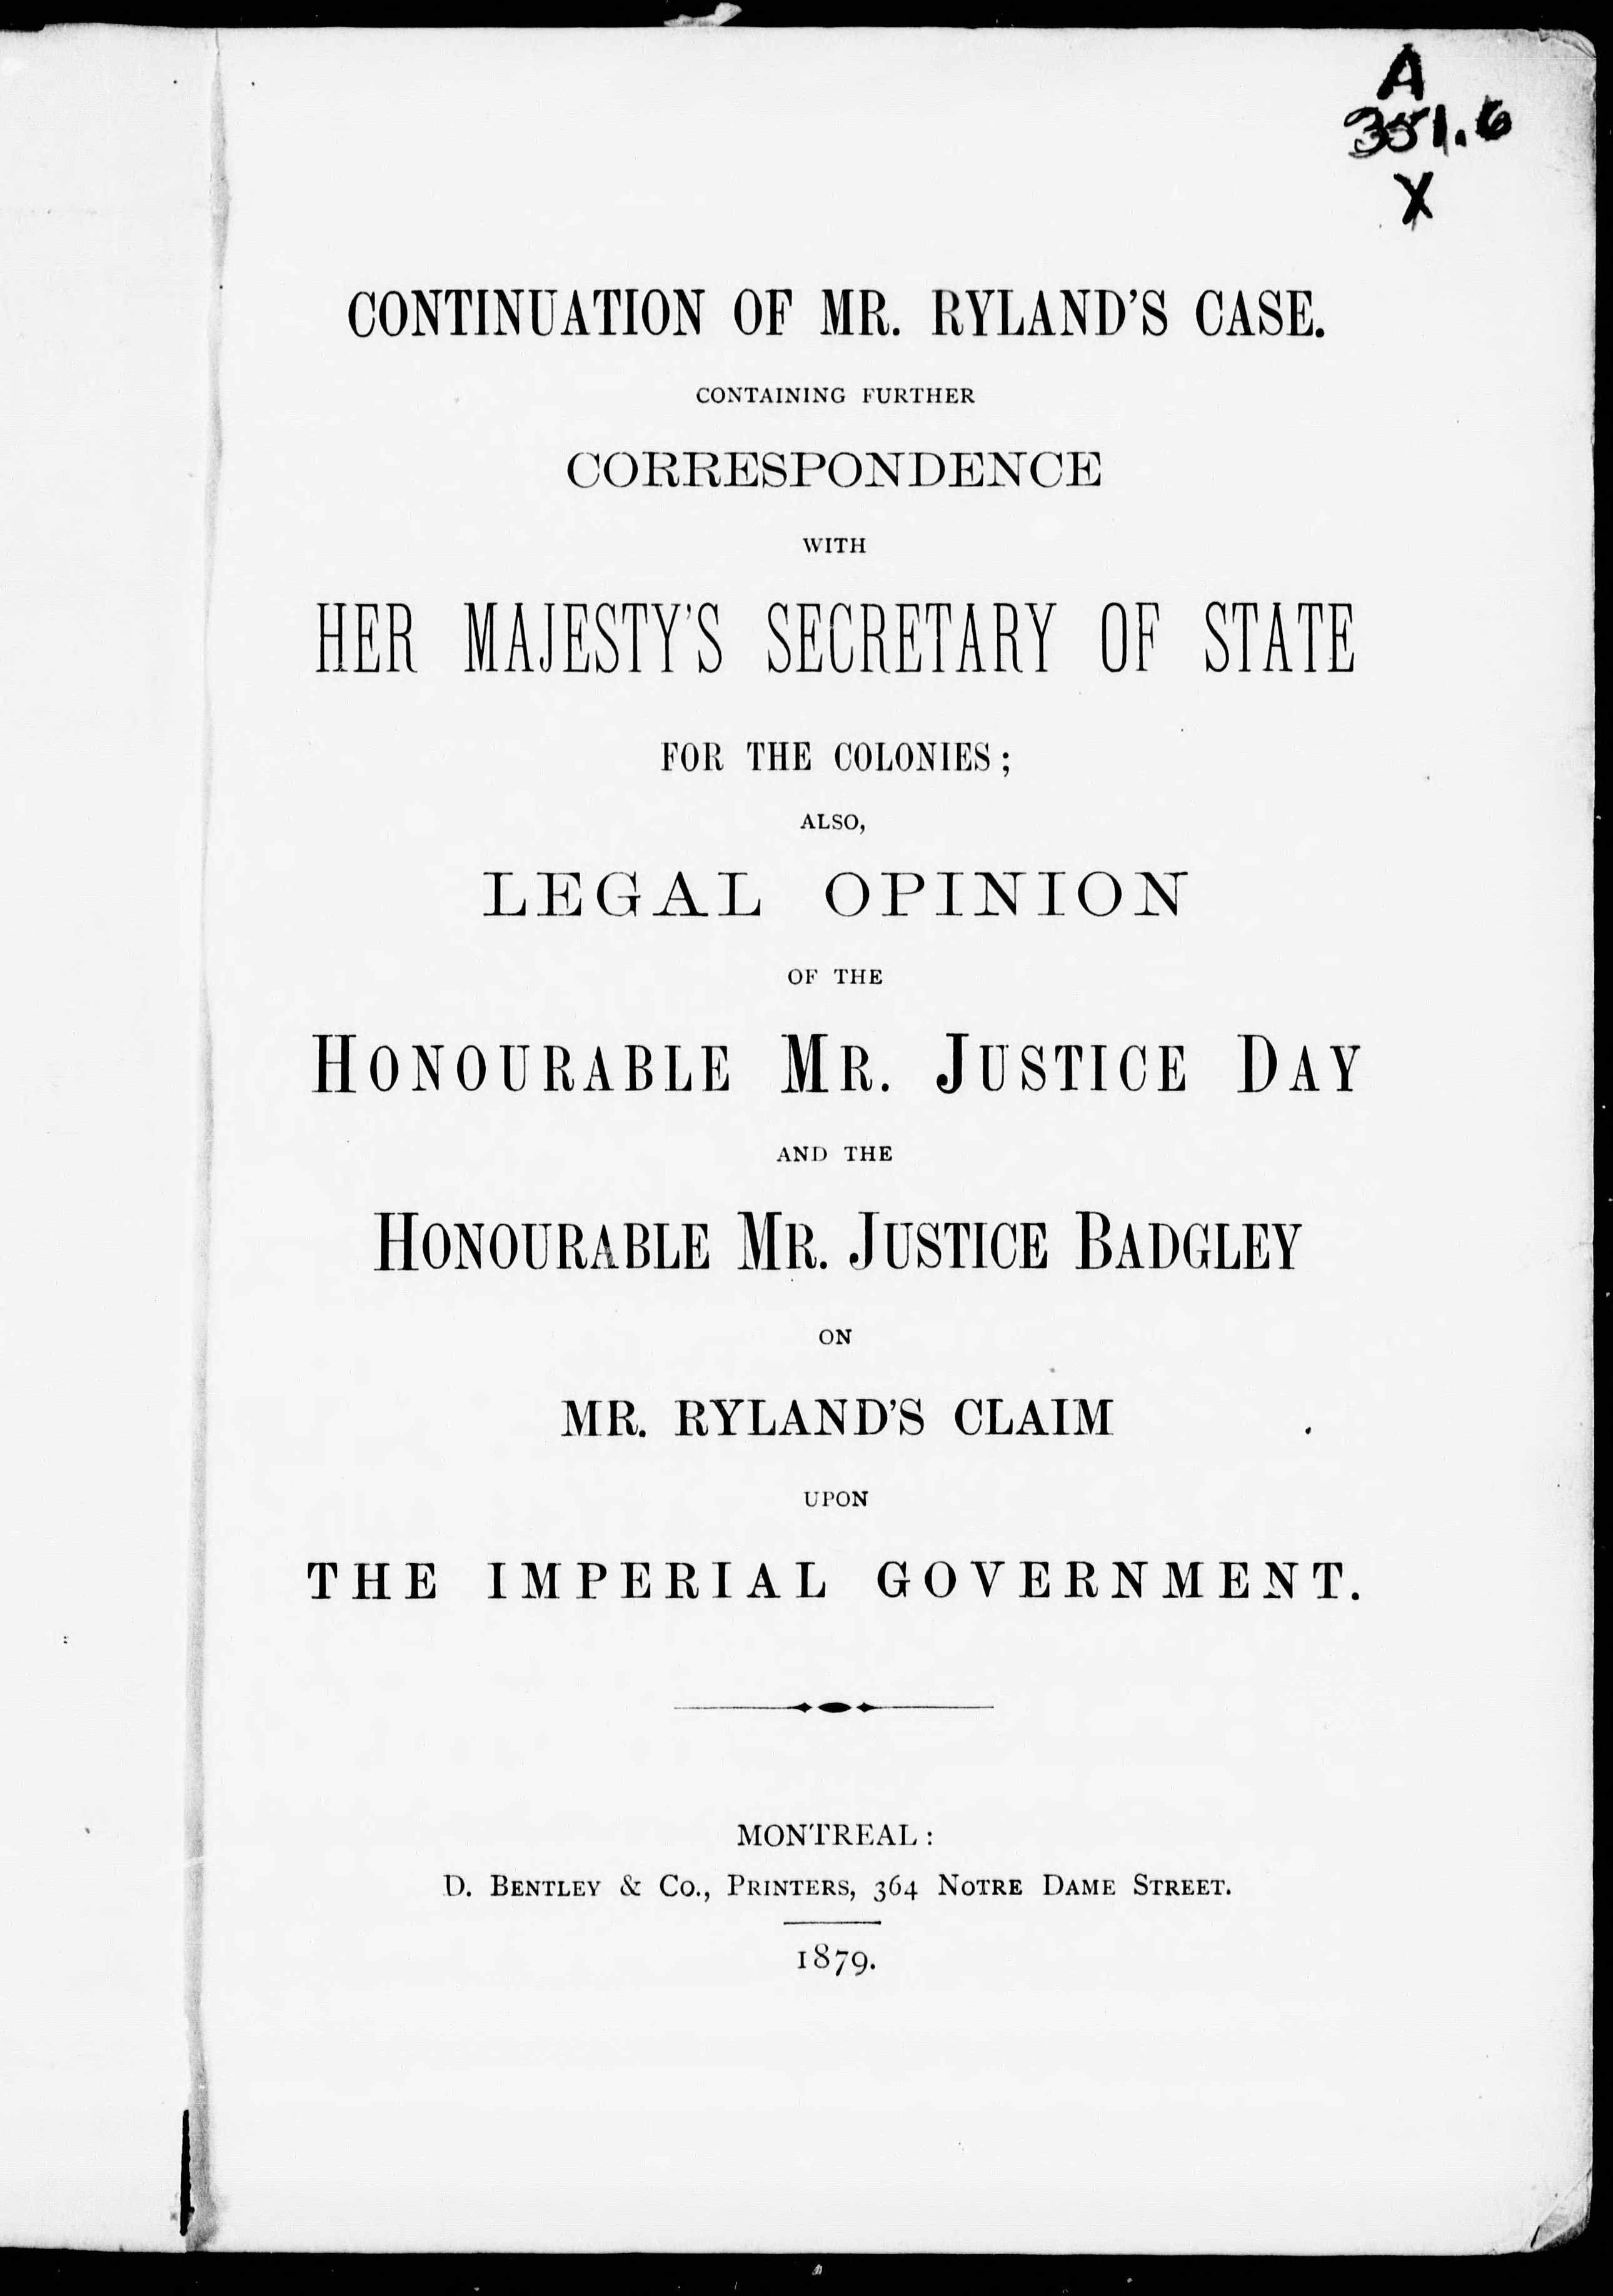 A
351.6
X
CONTINUATION OF MR. RYLAND'S CASE.
CONTAINING FURTHER
CORRESPONDENCE
WITH
HER MAJESTY'S SECRETARY OF STATE
FOR THE COLONIES;
ALSO,
LEGAL OPINION
OF THE
HONOURABLE MR. JUSTICE DAY
AND THE
HONOURABLE MR. JUSTICE BADGLEY
ON
MR. RYLAND'S CLAIM
UPON
THE IMPERIAL GOVERNMENT.
MONTREAL:
D. BENTLEY & CO., PRINTERS, 364 NOTRE DAME STREET.
1879.